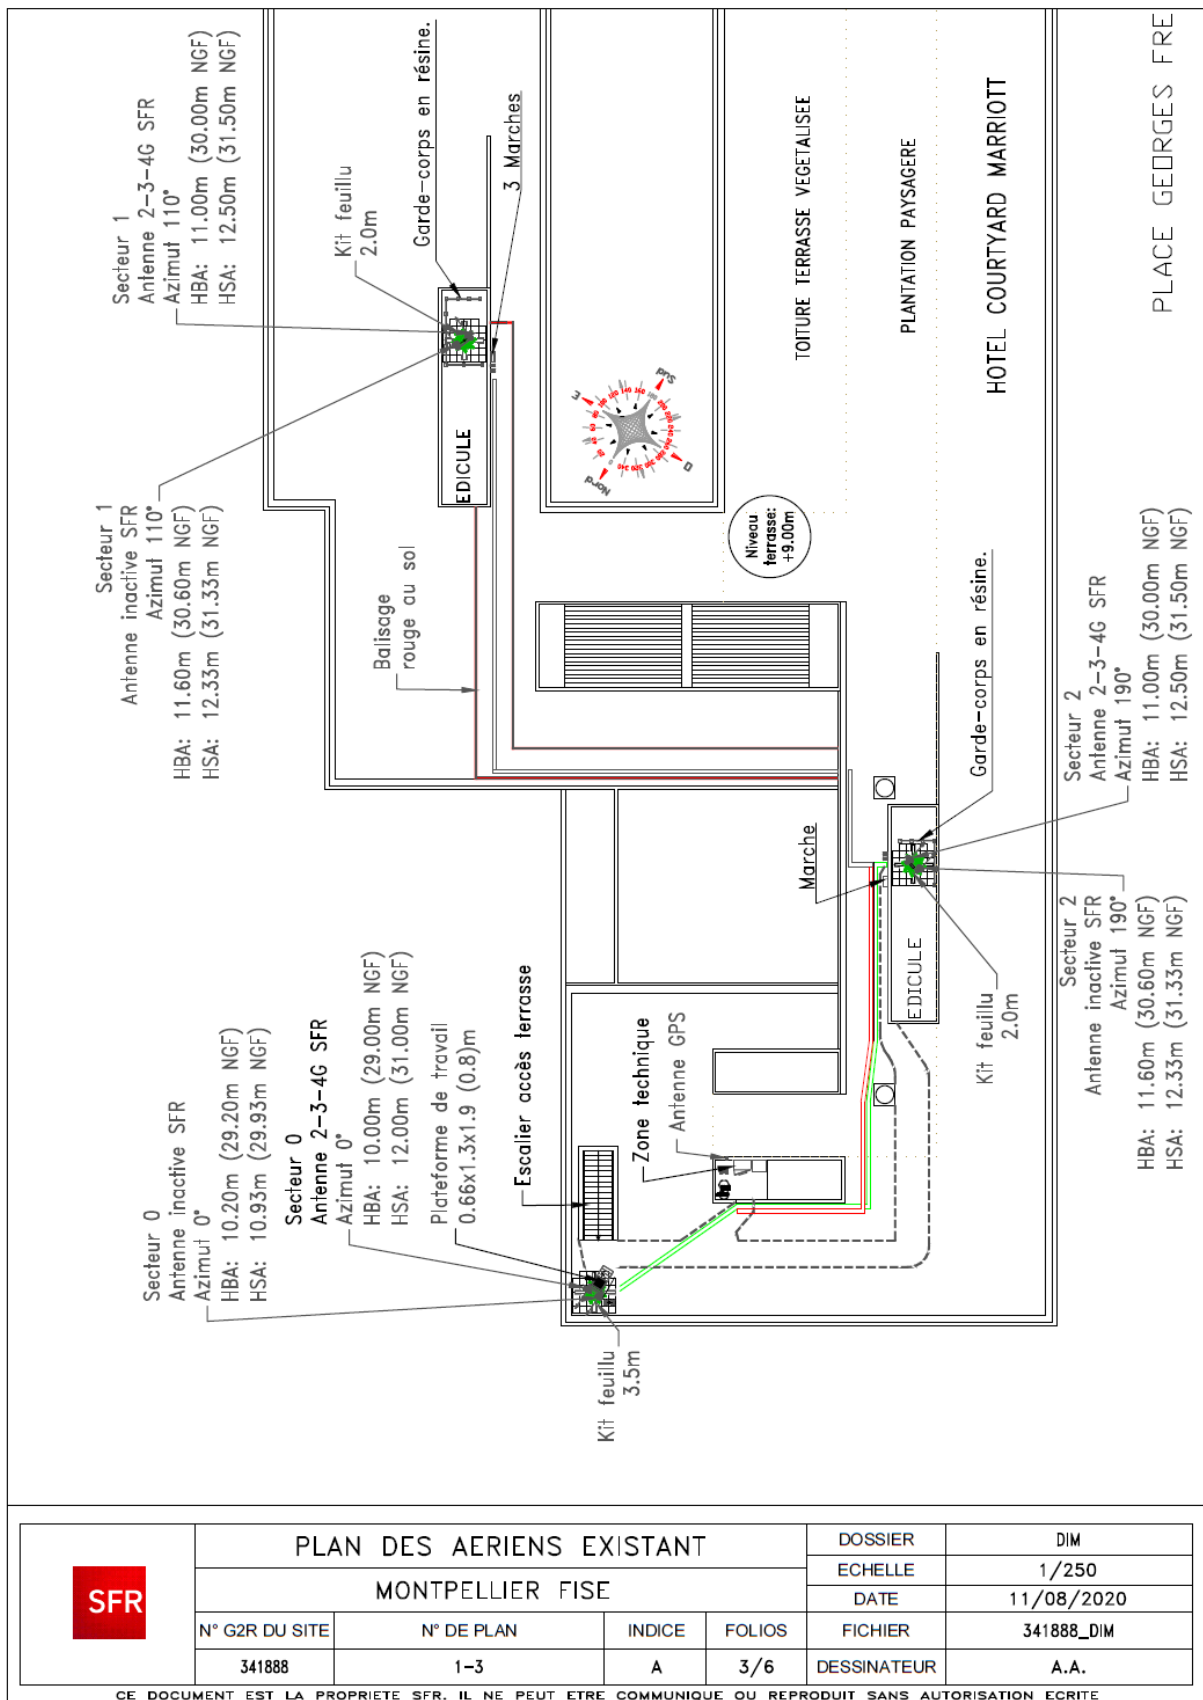 Secteur 1
Antenne 2-3-4G SFR
Azimut 110°
HBA: 11.00m (30.00m NGF)
HSA: 12.50m (31.50m NGF)
Kit feuillu
2.0m
Garde-corps en résine.
3 Marches
EDICULE
Secteur 1
Antenne inactive SFR
Azimut 110°
HBA: 11.60m (30.60m NGF)
HSA: 12.33m (31.33m NGF)
Balisage
rouge au sol
TOITURE TERRASSE VEGETALISEE
PLANTATION PAYSAGERE
HOTEL COURTYARD MARRIOTT
PLACE GEORGES FRE
Nord
Sud
E
O
Niveau
terrasse:
+9.00m
Garde-corps en résine.
Secteur 2
Antenne 2-3-4G SFR
Azimut 190°
HBA: 11.00m (30.00m NGF)
HSA: 12.50m (31.50m NGF)
Marche
EDICULE
Kit feuillu
2.0m
Secteur 2
Antenne inactive SFR
Azimut 190°
HBA: 11.60m (30.60m NGF)
HSA: 12.33m (31.33m NGF)
Secteur 0
Antenne inactive SFR
Azimut 0°
HBA: 10.20m (29.20m NGF)
HSA: 10.93m (29.93m NGF)
Secteur 0
Antenne 2-3-4G SFR
Azimut 0°
HBA: 10.00m (29.00m NGF)
HSA: 12.00m (31.00m NGF)
Plateforme de travail
0.66x1.3x1.9 (0.8)m
Escalier accès terrasse
Zone technique
Antenne GPS
Kit feuillu
3.5m
SFR
PLAN DES AERIENS EXISTANT
MONTPELLIER FISE
DOSSIER DIM
ECHELLE 1/250
DATE 11/08/2020
N° G2R DU SITE N° DE PLAN INDICE FOLIOS FICHIER 341888_DIM
341888 1-3 A 3/6 DESSINATEUR A.A.
CE DOCUMENT EST LA PROPRIETE SFR. IL NE PEUT ETRE COMMUNIQUE OU REPRODUIT SANS AUTORISATION ECRITE